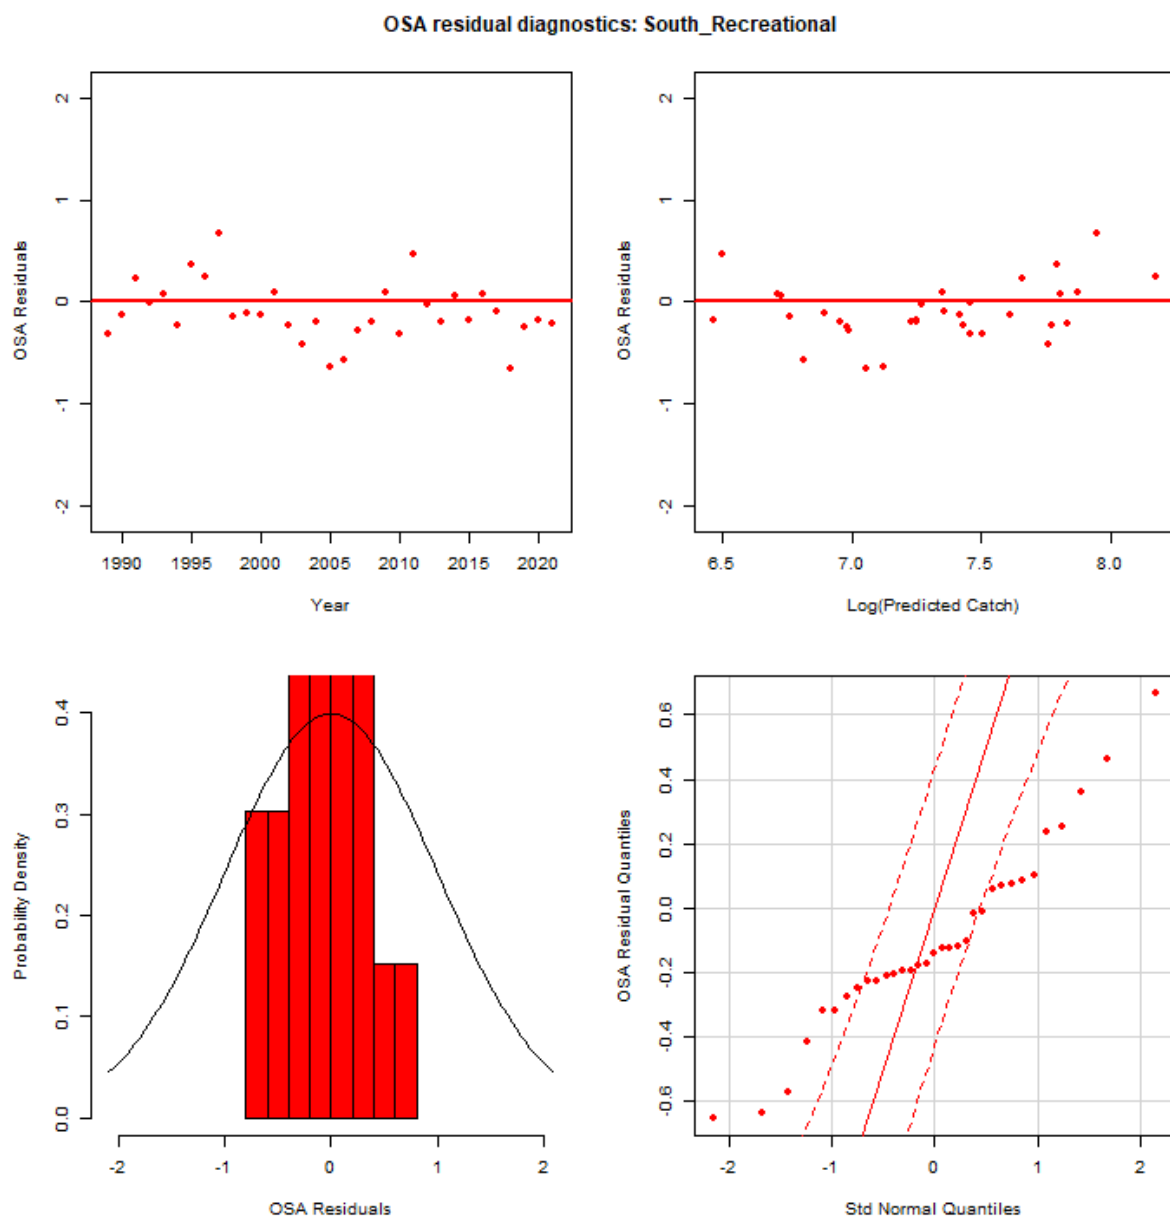 OSA residual diagnostics: South_Recreational
2
1
0
-1
-2
OSA Residuals
1990 1995 2000 2005 2010 2015 2020
Year
2
1
0
-1
-2
OSA Residuals
6.5 7.0 7.5 8.0
Log(Predicted Catch)
0.4
0.3
0.2
0.1
0.0
Probability Density
-2 -1 0 1 2
OSA Residuals
0.6
0.4
0.2
0.0
-0.2
-0.4
-0.6
OSA Residual Quantiles
-2 -1 0 1 2
Std Normal Quantiles